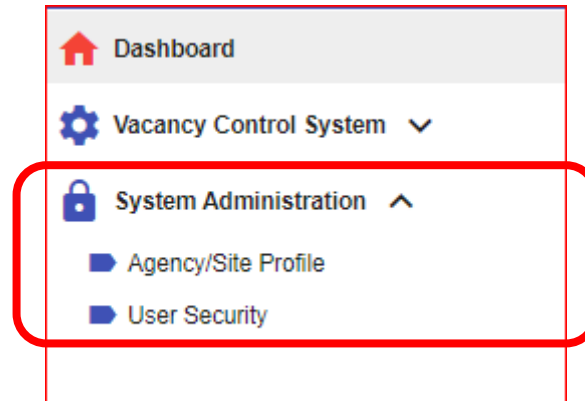 Dashboard
Vacancy Control System
System Administration
Agency/Site Profile
User Security